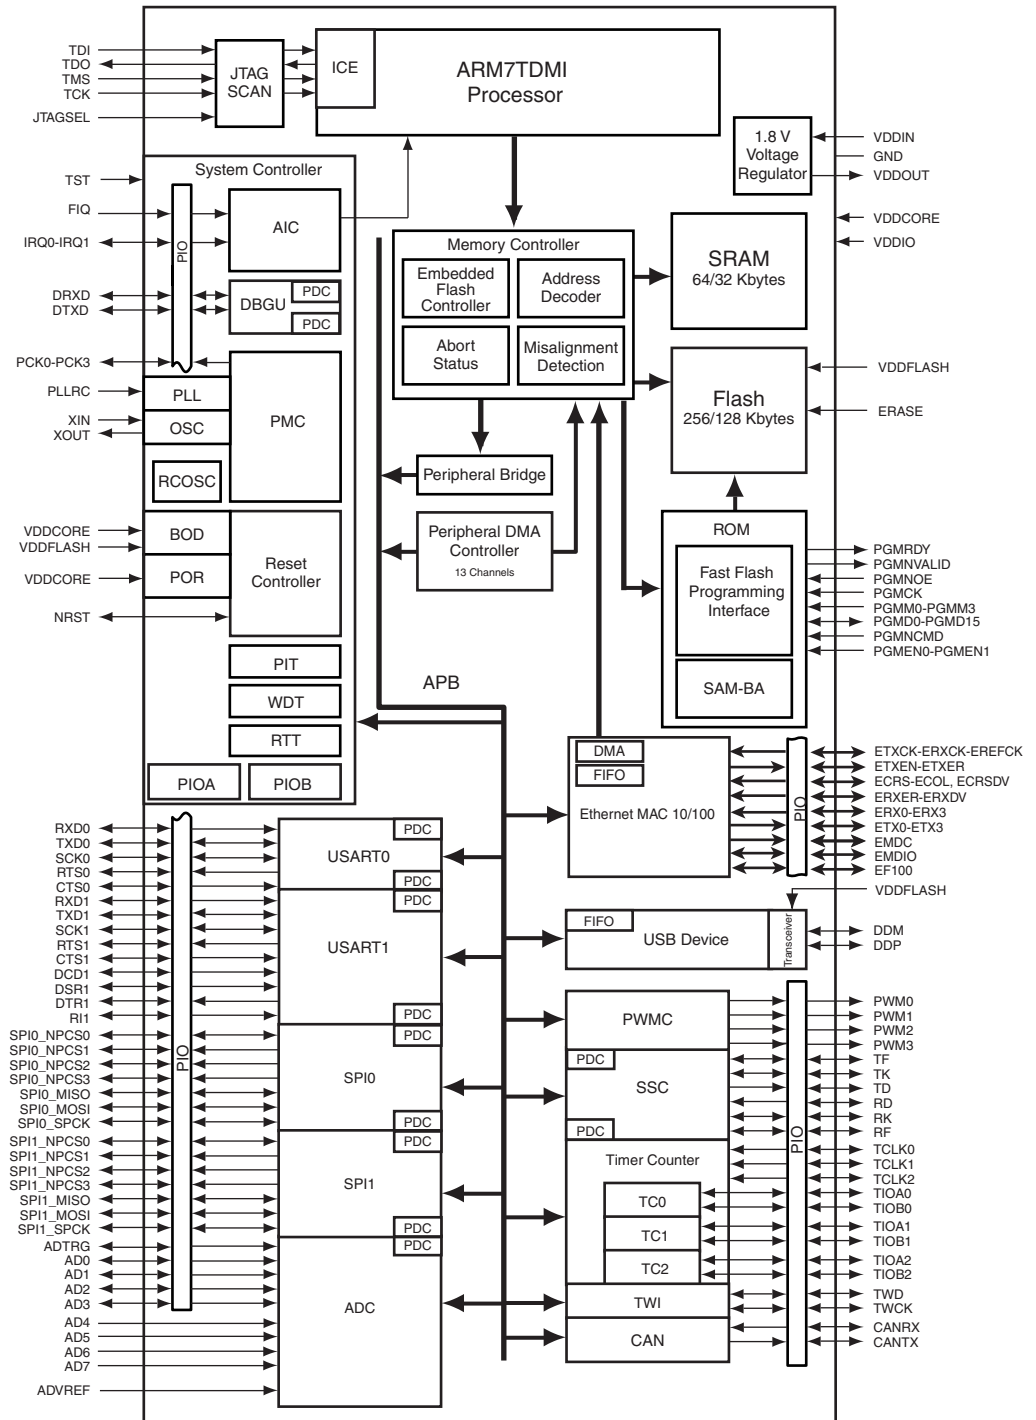 TDI
TDO
TMS
TCK
JTAGSEL
JTAG
SCAN
ICE
ARM7TDMI
Processor
1.8 V
Voltage
Regulator
VDDIN
GND
VDDOUT
VDDCORE
VDDIO
System Controller
TST
FIQ
IRQ0-IRQ1
PIO
AIC
DRXD
DTXD
DBGU
PDC
PDC
PCK0-PCK3
PLLRC
PLL
XIN
XOUT
OSC
RCOSC
PMC
VDDCORE
VDDFLASH
BOD
VDDCORE
POR
Reset
Controller
NRST
PIT
WDT
RTT
PIOA
PIOB
Memory Controller
Embedded
Flash
Controller
Address
Decoder
Abort
Status
Misalignment
Detection
SRAM
64/32 Kbytes
Flash
256/128 Kbytes
VDDFLASH
ERASE
Peripheral Bridge
Peripheral DMA
Controller
13 Channels
APB
ROM
Fast Flash
Programming
Interface
SAM-BA
PGMRDY
PGMNVALID
PGMNOE
PGMCK
PGMM0-PGMM3
PGMD0-PGMD15
PGMNCMD
PGMEN0-PGMEN1
DMA
FIFO
Ethernet MAC 10/100
PIO
ETXCK-ERXCK-EREFCK
ETXEN-ETXER
ECRS-ECOL, ECRSDV
ERXER-ERXDV
ERX0-ERX3
ETX0-ETX3
EMDC
EMDIO
EF100
VDDFLASH
FIFO
USB Device
Transceiver
DDM
DDP
RXD0
TXD0
SCK0
RTS0
CTS0
RXD1
TXD1
SCK1
RTS1
CTS1
DCD1
DSR1
DTR1
RI1
SPI0_NPCS0
SPI0_NPCS1
SPI0_NPCS2
SPI0_NPCS3
SPI0_MISO
SPI0_MOSI
SPI0_SPCK
SPI1_NPCS0
SPI1_NPCS1
SPI1_NPCS2
SPI1_NPCS3
SPI1_MISO
SPI1_MOSI
SPI1_SPCK
ADTRG
AD0
AD1
AD2
AD3
AD4
AD5
AD6
AD7
ADVREF
PIO
PDC
USART0
PDC
PDC
USART1
PDC
PDC
SPI0
PDC
PDC
SPI1
PDC
PDC
ADC
PWMC
PDC
SSC
PDC
Timer Counter
TC0
TC1
TC2
TWI
CAN
PIO
PWM0
PWM1
PWM2
PWM3
TF
TK
TD
RD
RK
RF
TCLK0
TCLK1
TCLK2
TIOA0
TIOB0
TIOA1
TIOB1
TIOA2
TIOB2
TWD
TWCK
CANRX
CANTX